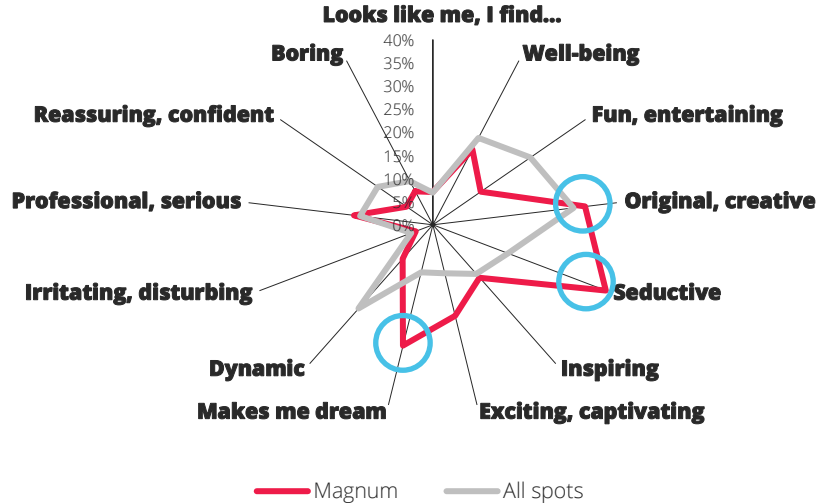 Looks like me, I find...
40%
35%
30%
25%
20%
15%
10%
5%
0%
Boring
Well-being
Reassuring, confident
Fun, entertaining
Professional, serious
Original, creative
Irritating, disturbing
Seductive
Dynamic
Inspiring
Makes me dream
Exciting, captivating
Magnum
All spots